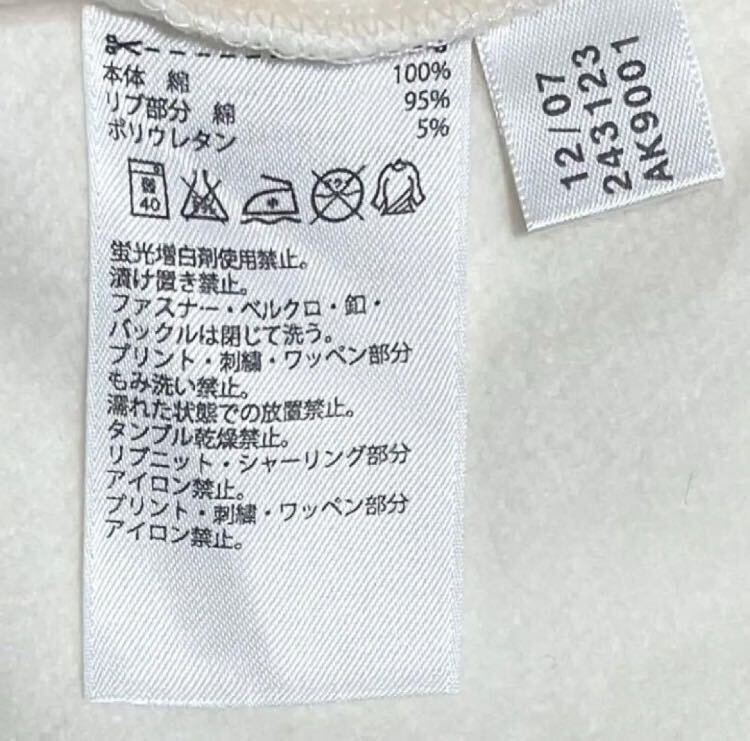 本体 綿 100%
リブ部分 綿 95%
ポリウレタン 5%
弱
40
中
蛍光増白剤使用禁止。
漬け置き禁止。
ファスナー・ベルクロ・釦・
バックルは閉じて洗う。
プリント・刺繍・ワッペン部分
もみ洗い禁止。
濡れた状態での放置禁止。
タンブル乾燥禁止。
リブニット・シャーリング部分
アイロン禁止。
プリント・刺繍・ワッペン部分
アイロン禁止。
12/07
243123
AK9001